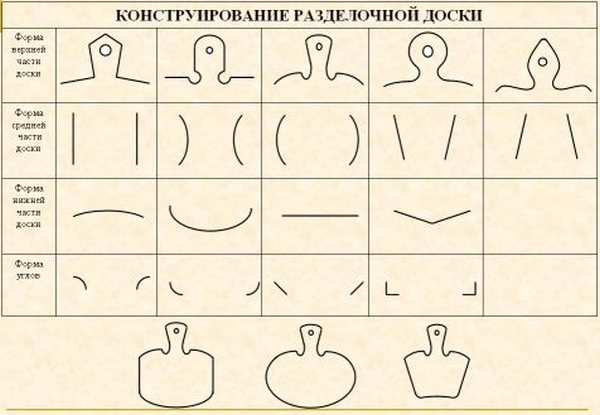 КОНСТРУИРОВАНИЕ РАЗДЕЛОЧНОЙ ДОСКИ
Форма
верхней
части
доски
Форма
средней
части
доски
Форма
нижней
части
доски
Форма
углов